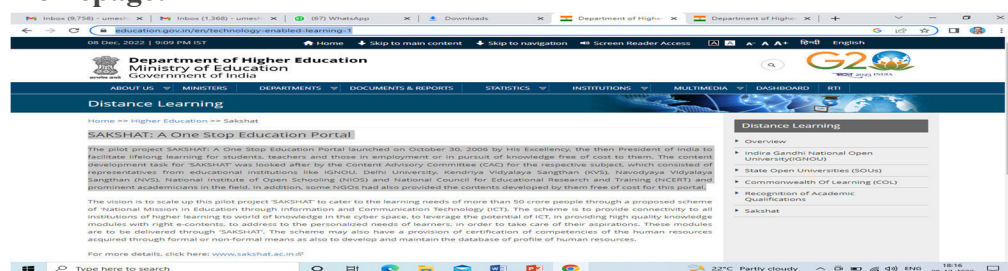 Inbox (9,758) - umesh
Inbox (1,368) - umesh
(67) WhatsApp
Downloads
Department of Highe
Department of Highe
education.gov.in/en/technology-enabled-learning-1
08 Dec, 2022 | 9:09 PM IST
Home
Skip to main content
Skip to navigation
Screen Reader Access
A A A- A A+
हिन्दी
English
Department of Higher Education
Ministry of Education
Government of India
G20
ABOUT US
MINISTERS
DEPARTMENTS
DOCUMENTS & REPORTS
STATISTICS
INSTITUTIONS
MULTIMEDIA
DASHBOARD
RTI
Distance Learning
Home >> Higher Education >> Sakshat
SAKSHAT: A One Stop Education Portal
The pilot project SAKSHAT: A One Stop Education Portal launched on October 30, 2006 by His Excellency, the then President of India to
facilitate lifelong learning for students, teachers and those in employment or in pursuit of knowledge free of cost to them. The content
development task for 'SAKSHAT' was looked after by the Content Advisory Committee (CAC) for the respective subject, which consisted of
representatives from educational institutions like IGNOU, Delhi University, Kendriya Vidyalaya Sangthan (KVS), Navodaya Vidyalaya
Sangthan (NVS), National Institute of Open Schooling (NIOS) and National Council for Educational Research and Training (NCERT) and
prominent academicians in the field. In addition, some NGOs had also provided the contents developed by them free of cost for this portal.
The vision is to scale up this pilot project 'SAKSHAT' to cater to the learning needs of more than 50 crore people through a proposed scheme
of 'National Mission in Education through Information and Communication Technology (ICT). The scheme is to provide connectivity to all
institutions of higher learning to world of knowledge in the cyber space, to leverage the potential of ICT, in providing high quality knowledge
modules with right e-contents, to address to the personalized needs of learners, in order to take care of their aspirations. These modules
are to be delivered through 'SAKSHAT'. The scheme may also have a provision of certification of competencies of the human resources
acquired through formal or non-formal means as also to develop and maintain the database of profile of human resources.
For more details, click here: www.sakshat.ac.in
Distance Learning
Overview
Indira Gandhi National Open
University(IGNOU)
State Open Universities (SOUs)
Commonwealth Of Learning (COL)
Recognition of Academic
Qualifications
Sakshat
Type here to search
22°C Partly cloudy
ENG
18:16